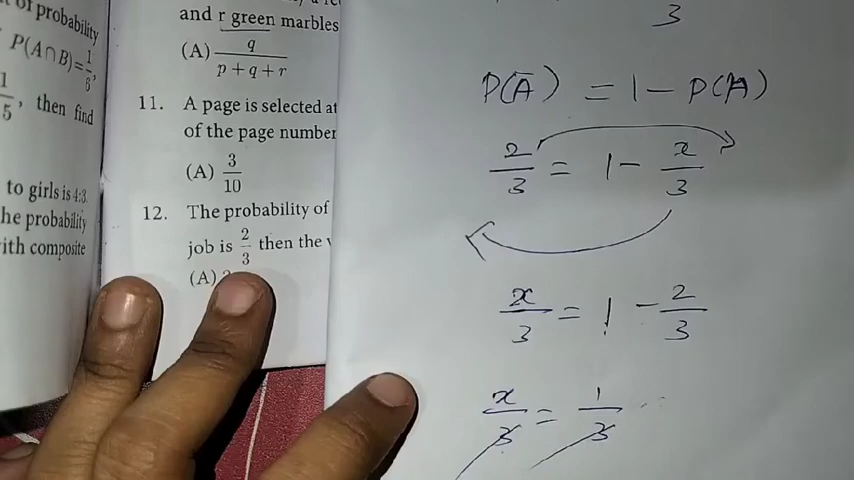 of probability
P(A∩B)=1/6,
1/5, then find
to girls is 4:3.
he probability
ith composite
and r green marbles
(A) q/(p+q+r)
11. A page is selected at
of the page number
(A) 3/10
12. The probability of
job is 2/3 then the
(A) 2
3
P(Ā) = 1 - P(A)
2/3 = 1 - x/3
x/3 = 1 - 2/3
x/3 = 1/3